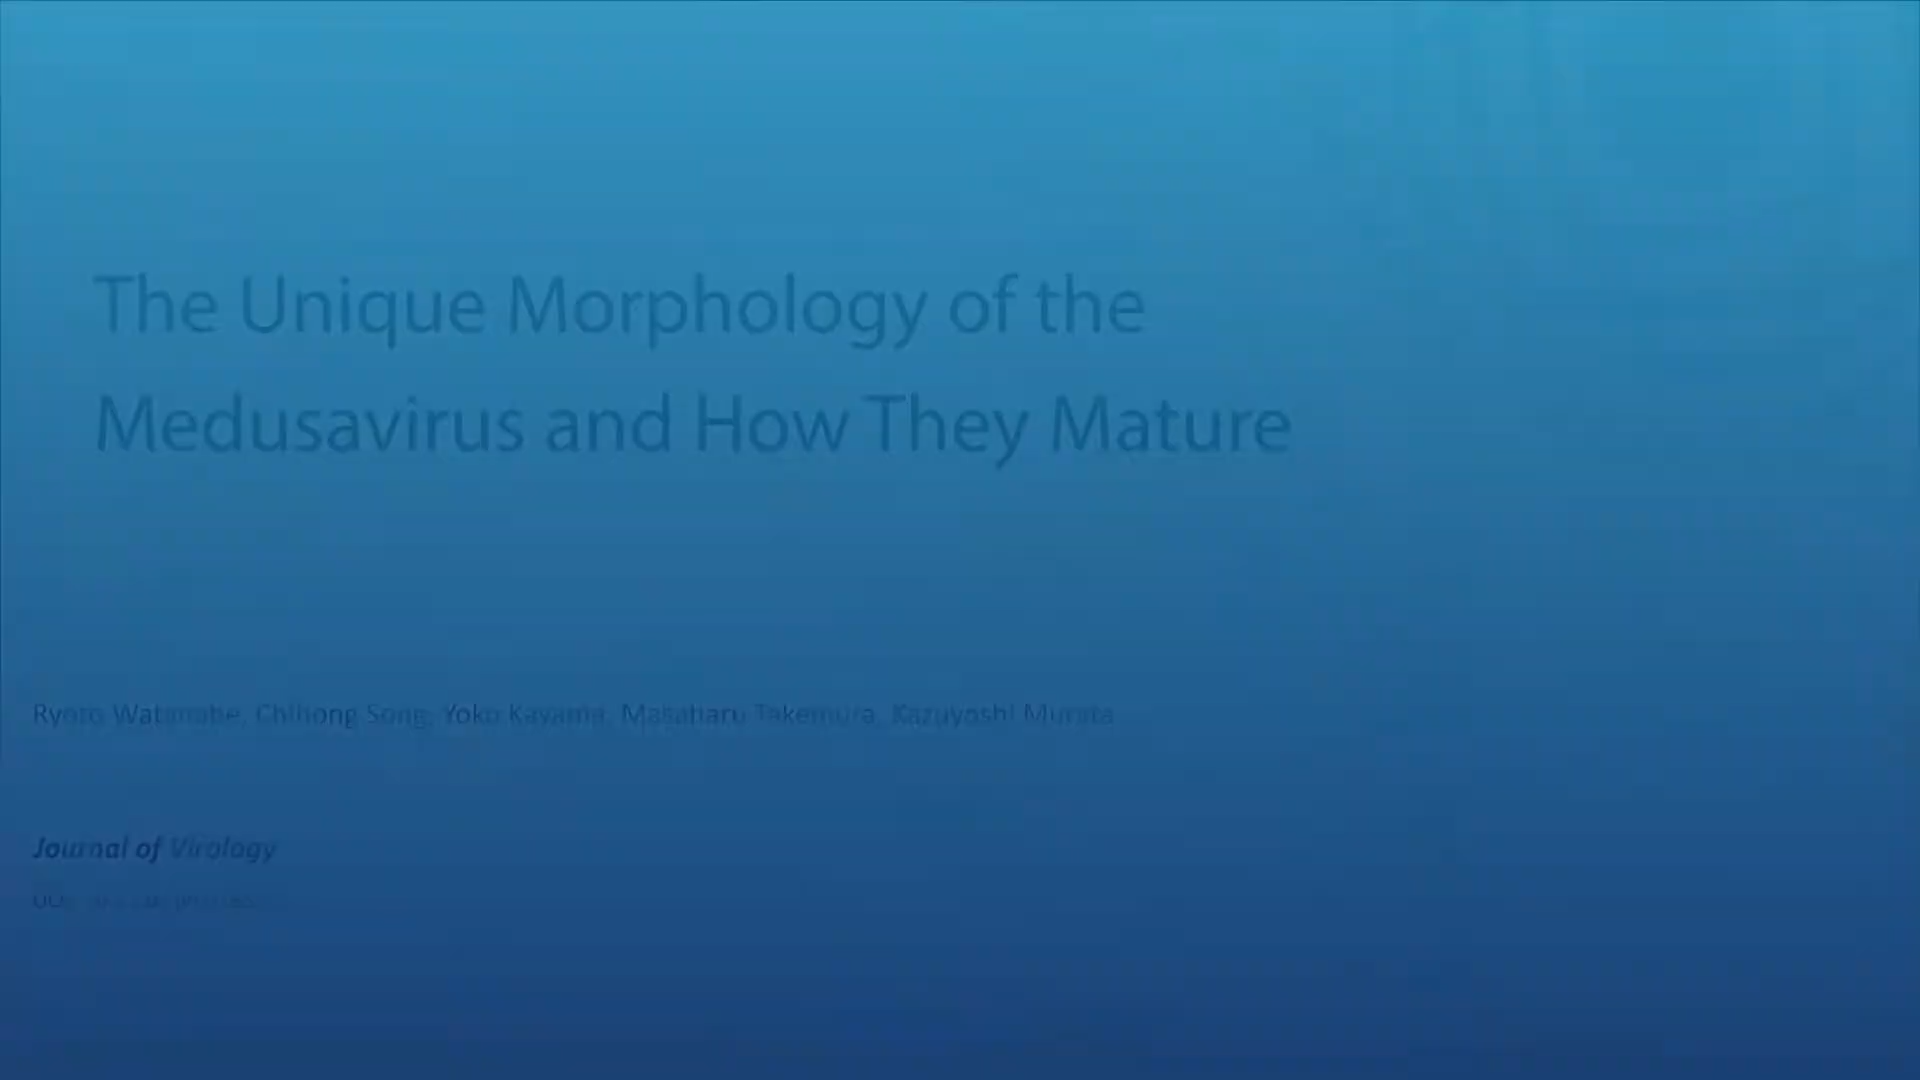 The Unique Morphology of the
Medusavirus and How They Mature
Ryoto Watanabe, Chihong Song, Yoko Kayama, Masaharu Takemura, Kazuyoshi Murata
Journal of Virology